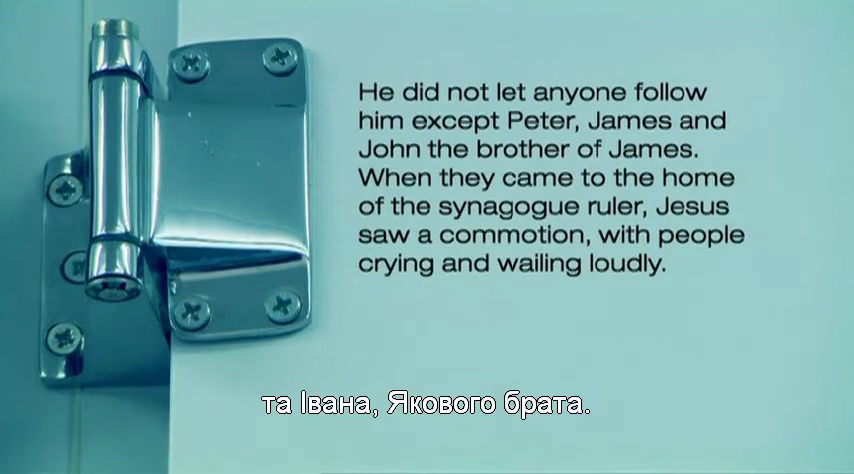 He did not let anyone follow
him except Peter, James and
John the brother of James.
When they came to the home
of the synagogue ruler, Jesus
saw a commotion, with people
crying and wailing loudly.
та Івана, Якового брата.